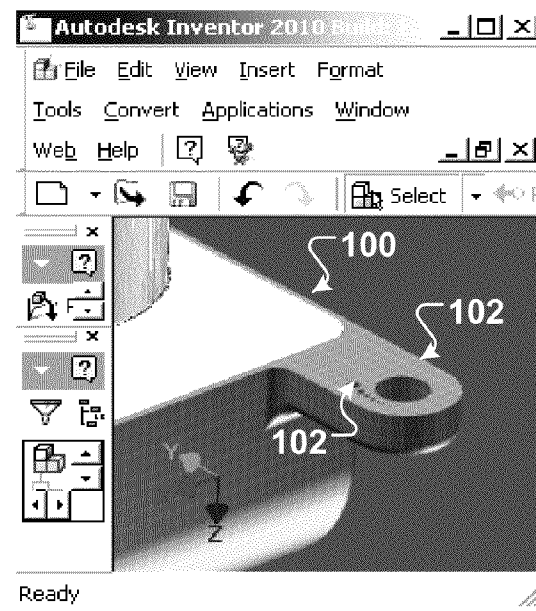 Autodesk Inventor 2010
File Edit View Insert Format
Tools Convert Applications Window
Web Help
Select
100
102
102
Y
Z
Ready